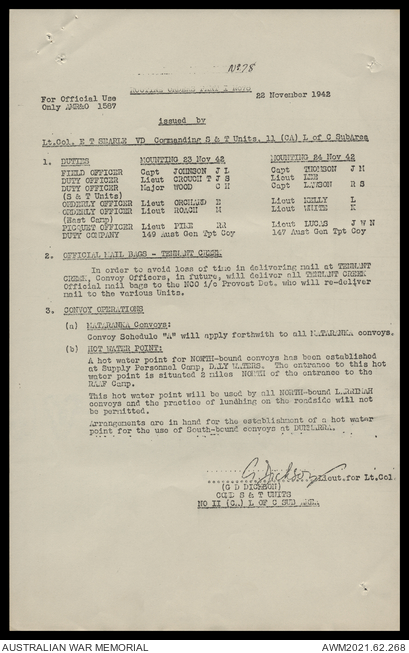 No 78
ROUTINE ORDERS PART I
For Official Use
Only AMR&O 1587
22 November 1942
issued by
Lt.Col. E T SEARLE VD Commanding S & T Units, 11 (CA) L of C SubArea
1. DUTIES MOUNTING 23 Nov 42 MOUNTING 24 Nov 42
FIELD OFFICER Capt JOHNSON J L Capt THOMSON J M
DUTY OFFICER Lieut CROUCH T J S Lieut LEE
DUTY OFFICER Major WOOD C H Capt LAWSON R S
(S & T Units)
ORDERLY OFFICER Lieut ORCHARD E Lieut KELLY L
ORDERLY OFFICER Lieut ROACH M Lieut WHITE K
(East Camp)
PICQUET OFFICER Lieut PYKE RR Lieut LUCAS J W N
DUTY COMPANY 149 Aust Gen Tpt Coy 147 Aust Gen Tpt Coy
2. OFFICIAL MAIL BAGS - TENNANT CREEK
In order to avoid loss of time in delivering mail at TENNANT
CREEK, Convoy Officers, in future, will deliver all TENNANT CREEK
Official mail bags to the NCO i/c Provost Det. who will re-deliver
mail to the various Units.
3. CONVOY OPERATIONS
(a) MATARANKA Convoys:
Convoy Schedule "A" will apply forthwith to all MATARANKA convoys.
(b) HOT WATER POINT:
A hot water point for NORTH-bound convoys has been established
at Supply Personnel Camp, DALY WATERS. The entrance to this hot
water point is situated 2 miles NORTH of the entrance to the
RAAF Camp.
This hot water point will be used by all NORTH-bound LARRIMAH
convoys and the practice of lunching on the roadside will not
be permitted.
Arrangements are in hand for the establishment of a hot water
point for the use of South-bound convoys at DUNMARRA.
G Dickson Lieut.for Lt.Col.
(G D DICKSON)
COMD S & T UNITS
NO II (CA) L OF C SUB AREA
AUSTRALIAN WAR MEMORIAL
AWM2021.62.268